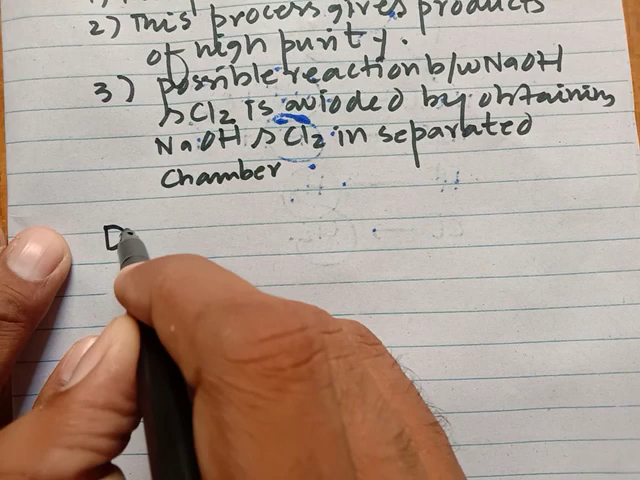 2) This process gives products
of high purity.
3) possible reaction b/w NaOH
& Cl2 is avioded by obtaining
NaOH & Cl2 in separated
chamber
D